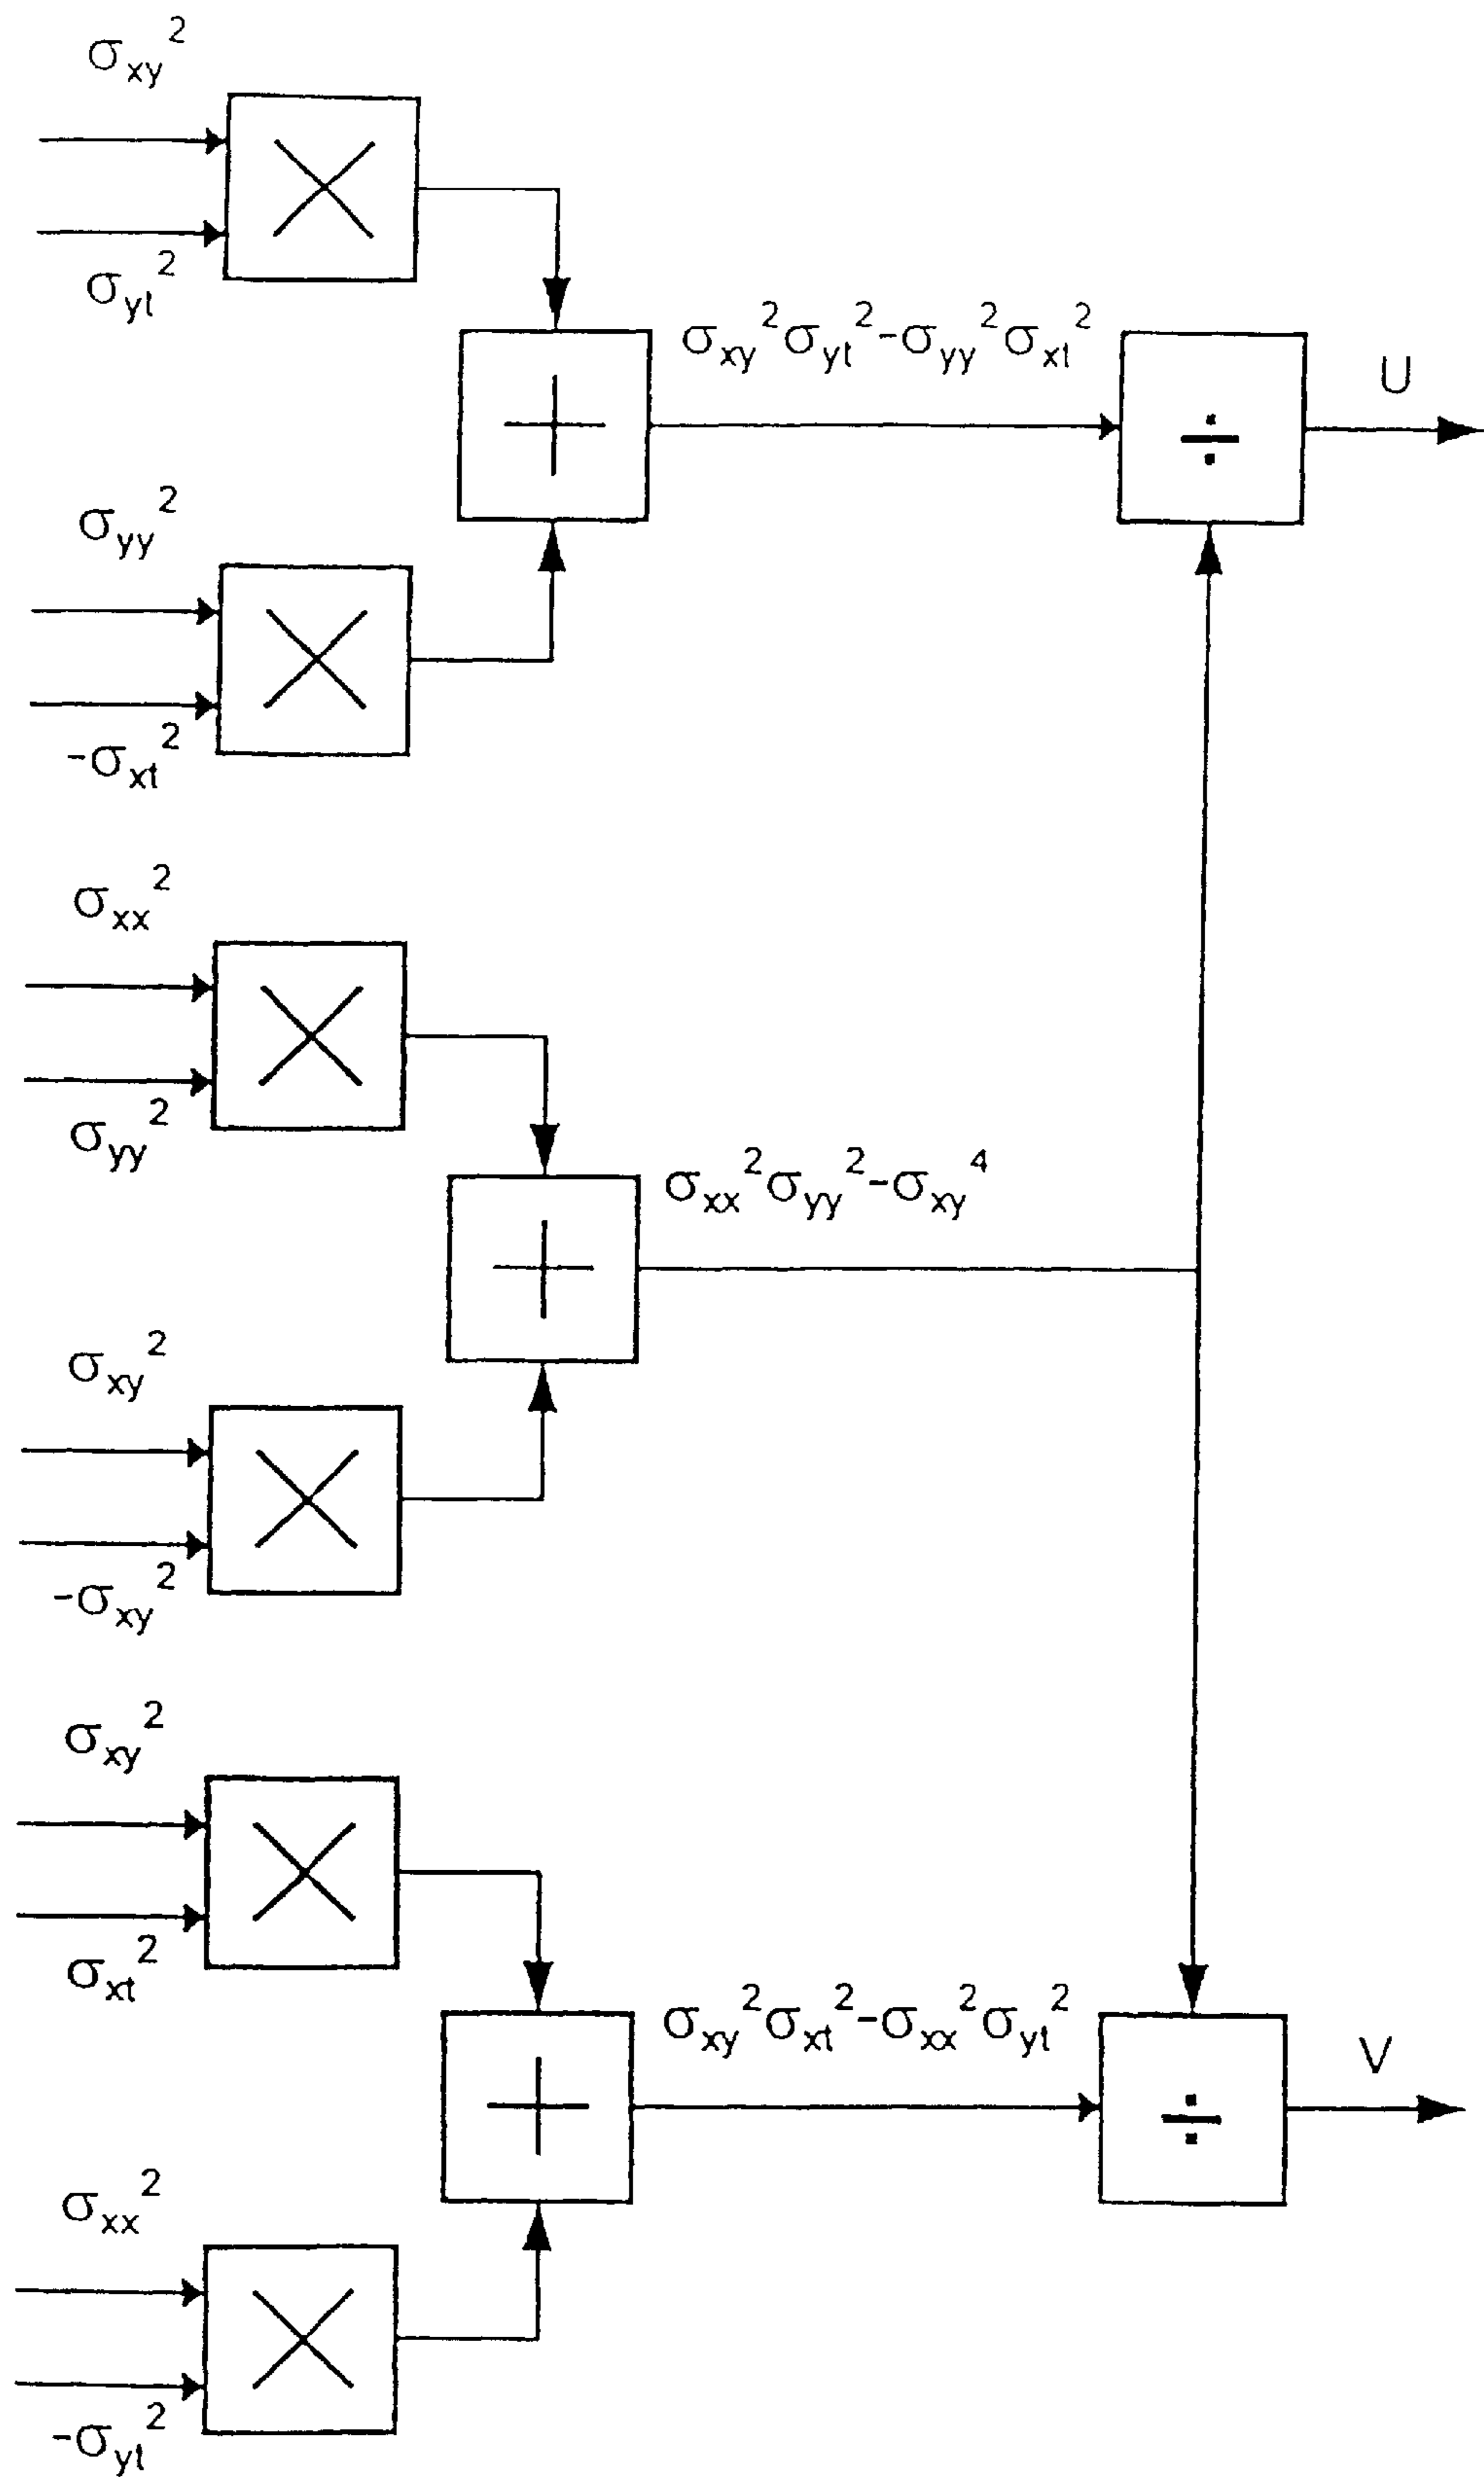 σxy²
σyt²
σxy²σyt²-σyy²σxt²
U
σyy²
-σxt²
σxx²
σyy²
σxx²σyy²-σxy⁴
σxy²
-σxy²
σxy²
σxt²
σxy²σxt²-σxx²σyt²
V
σxx²
-σyt²